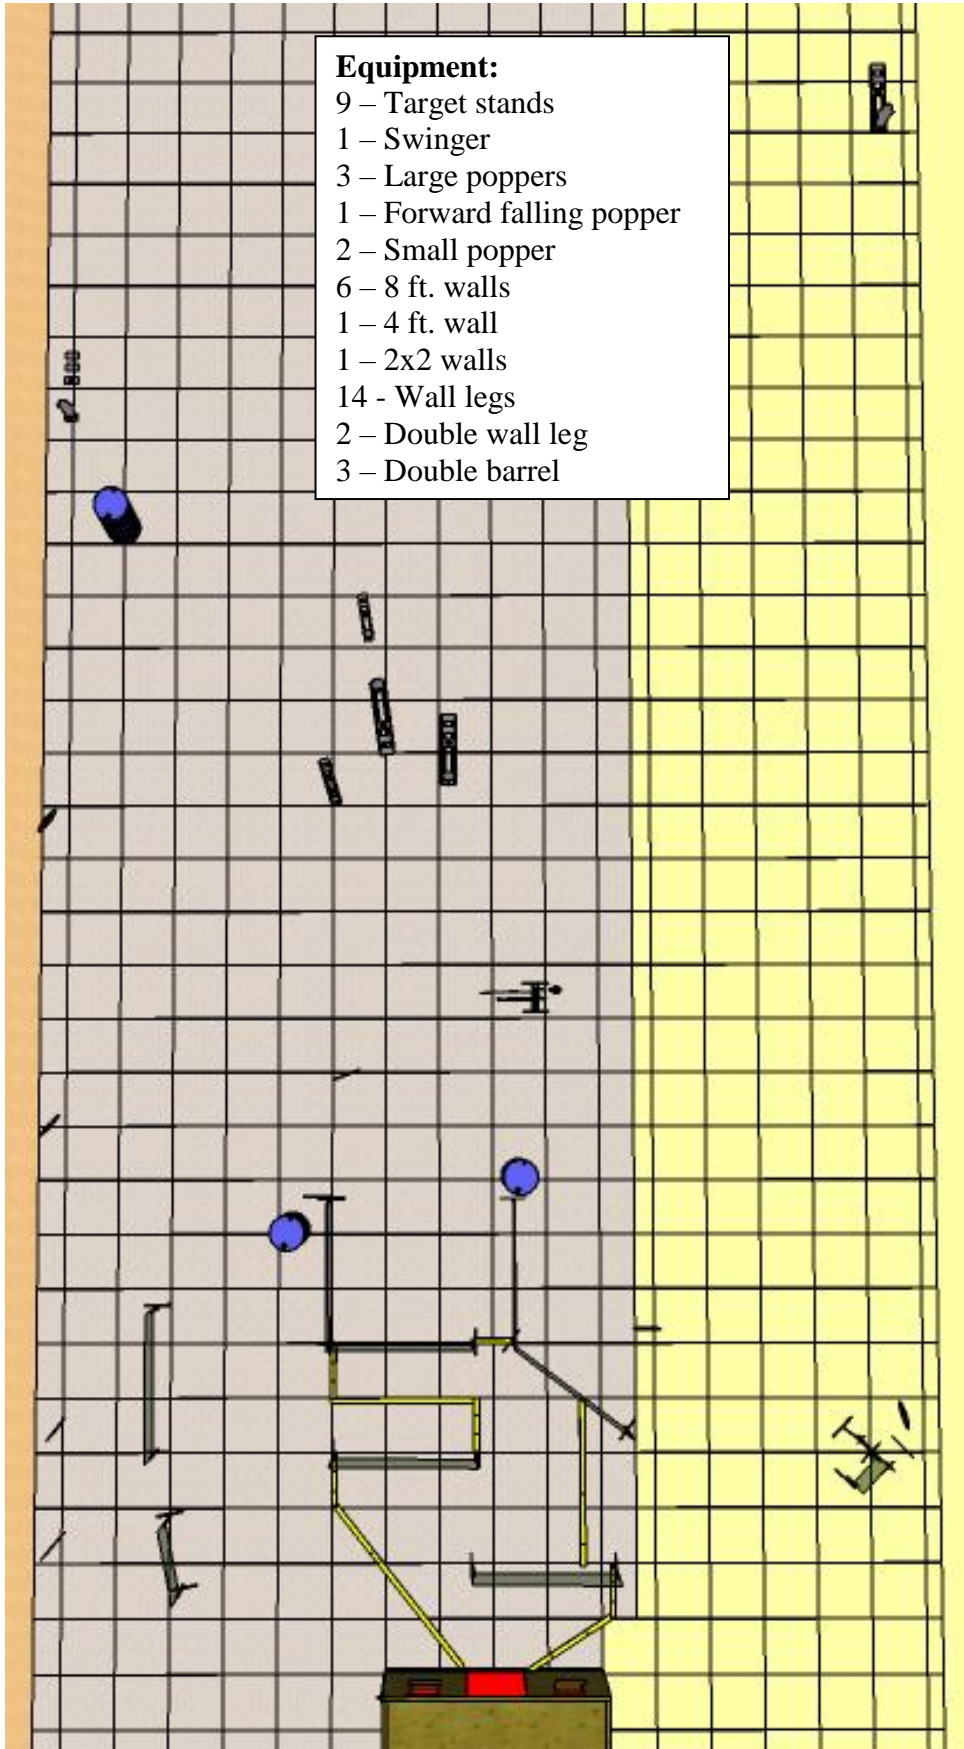 Equipment:
9 – Target stands
1 – Swinger
3 – Large poppers
1 – Forward falling popper
2 – Small popper
6 – 8 ft. walls
1 – 4 ft. wall
1 – 2x2 walls
14 - Wall legs
2 – Double wall leg
3 – Double barrel